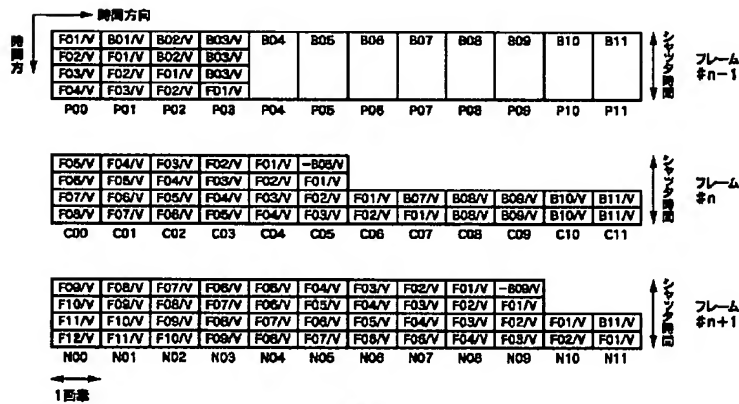 時間方向
時間方
F01/V B01/V B02/V B03/V B04 B05 B06 B07 B08 B09 B10 B11
F02/V F01/V B02/V B03/V
F03/V F02/V F01/V B03/V
F04/V F03/V F02/V F01/V
P00 P01 P02 P03 P04 P05 P06 P07 P08 P09 P10 P11
シャッタ時間
フレーム
#n-1
F05/V F04/V F03/V F02/V F01/V -B05/V
F06/V F05/V F04/V F03/V F02/V F01/V
F07/V F06/V F05/V F04/V F03/V F02/V F01/V B07/V B08/V B09/V B10/V B11/V
F08/V F07/V F06/V F05/V F04/V F03/V F02/V F01/V B08/V B09/V B10/V B11/V
C00 C01 C02 C03 C04 C05 C06 C07 C08 C09 C10 C11
シャッタ時間
フレーム
#n
F09/V F08/V F07/V F06/V F05/V F04/V F03/V F02/V F01/V -B09/V
F10/V F09/V F08/V F07/V F06/V F05/V F04/V F03/V F02/V F01/V
F11/V F10/V F09/V F08/V F07/V F06/V F05/V F04/V F03/V F02/V F01/V B11/V
F12/V F11/V F10/V F09/V F08/V F07/V F06/V F05/V F04/V F03/V F02/V F01/V
N00 N01 N02 N03 N04 N05 N06 N07 N08 N09 N10 N11
シャッタ時間
フレーム
#n+1
1画素